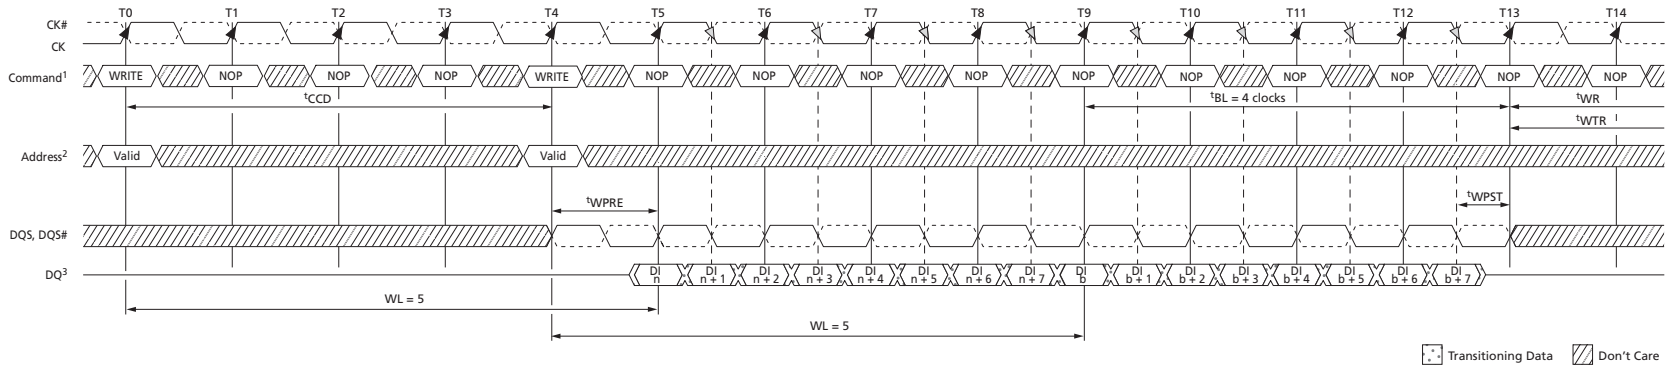 T0 T1 T2 T3 T4 T5 T6 T7 T8 T9 T10 T11 T12 T13 T14
CK#
CK
Command1 WRITE NOP NOP NOP WRITE NOP NOP NOP NOP NOP NOP NOP NOP NOP NOP
tCCD tBL = 4 clocks tWR
tWTR
Address2 Valid Valid
tWPRE tWPST
DQS, DQS#
DQ3 DI n DI n + 1 DI n + 2 DI n + 3 DI n + 4 DI n + 5 DI n + 6 DI n + 7 DI b DI b + 1 DI b + 2 DI b + 3 DI b + 4 DI b + 5 DI b + 6 DI b + 7
WL = 5
WL = 5
Transitioning Data Don't Care